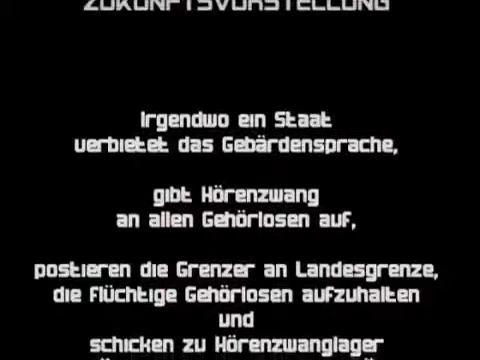 ZUKUNFTSVORSTELLUNG
Irgendwo ein Staat
verbietet das Gebärdensprache,
gibt Hörenzwang
an allen Gehörlosen auf,
postieren die Grenzer an Landesgrenze,
die flüchtige Gehörlosen aufzuhalten
und
schicken zu Hörenzwanglager